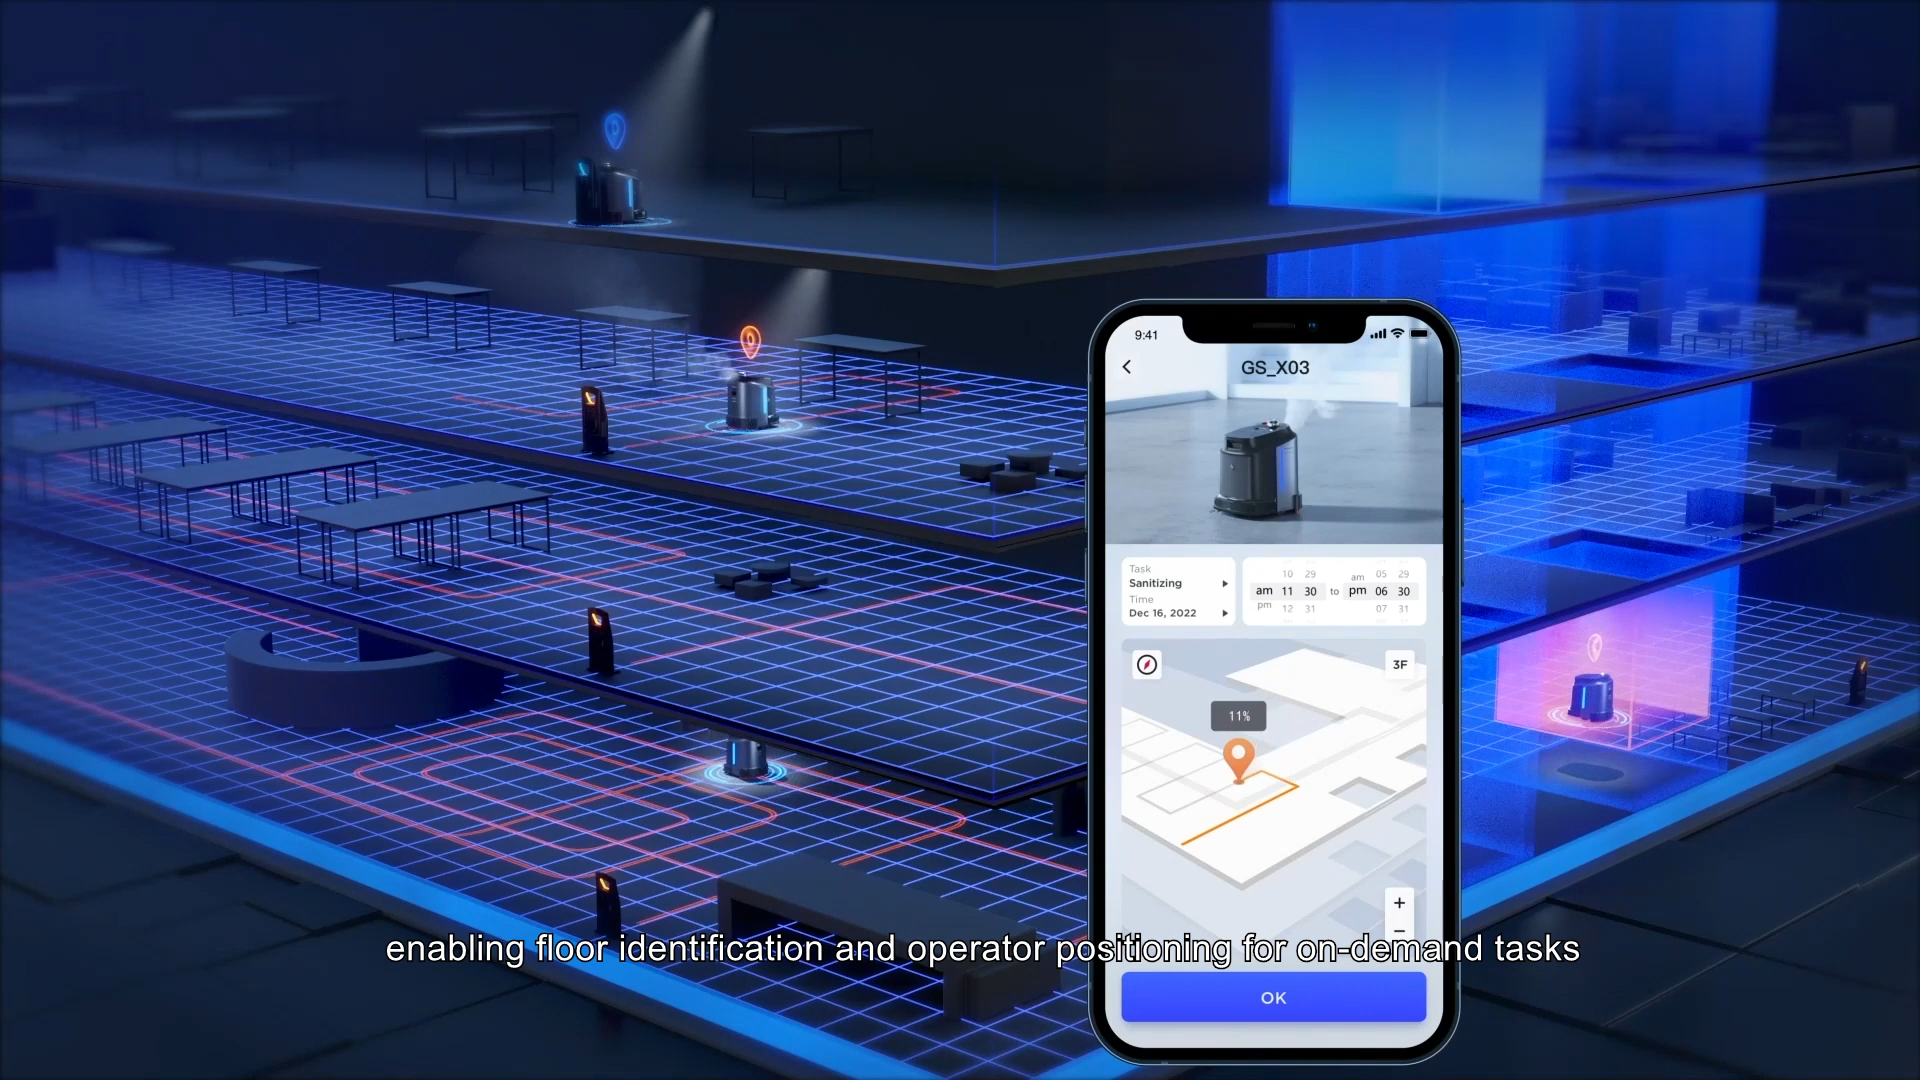 9:41
GS_X03
Task
Sanitizing
Time
Dec 16, 2022
10 29 am 05 29
am 11 30 to pm 06 30
pm 12 31 07 31
3F
11%
+
−
enabling floor identification and operator positioning for on-demand tasks
OK